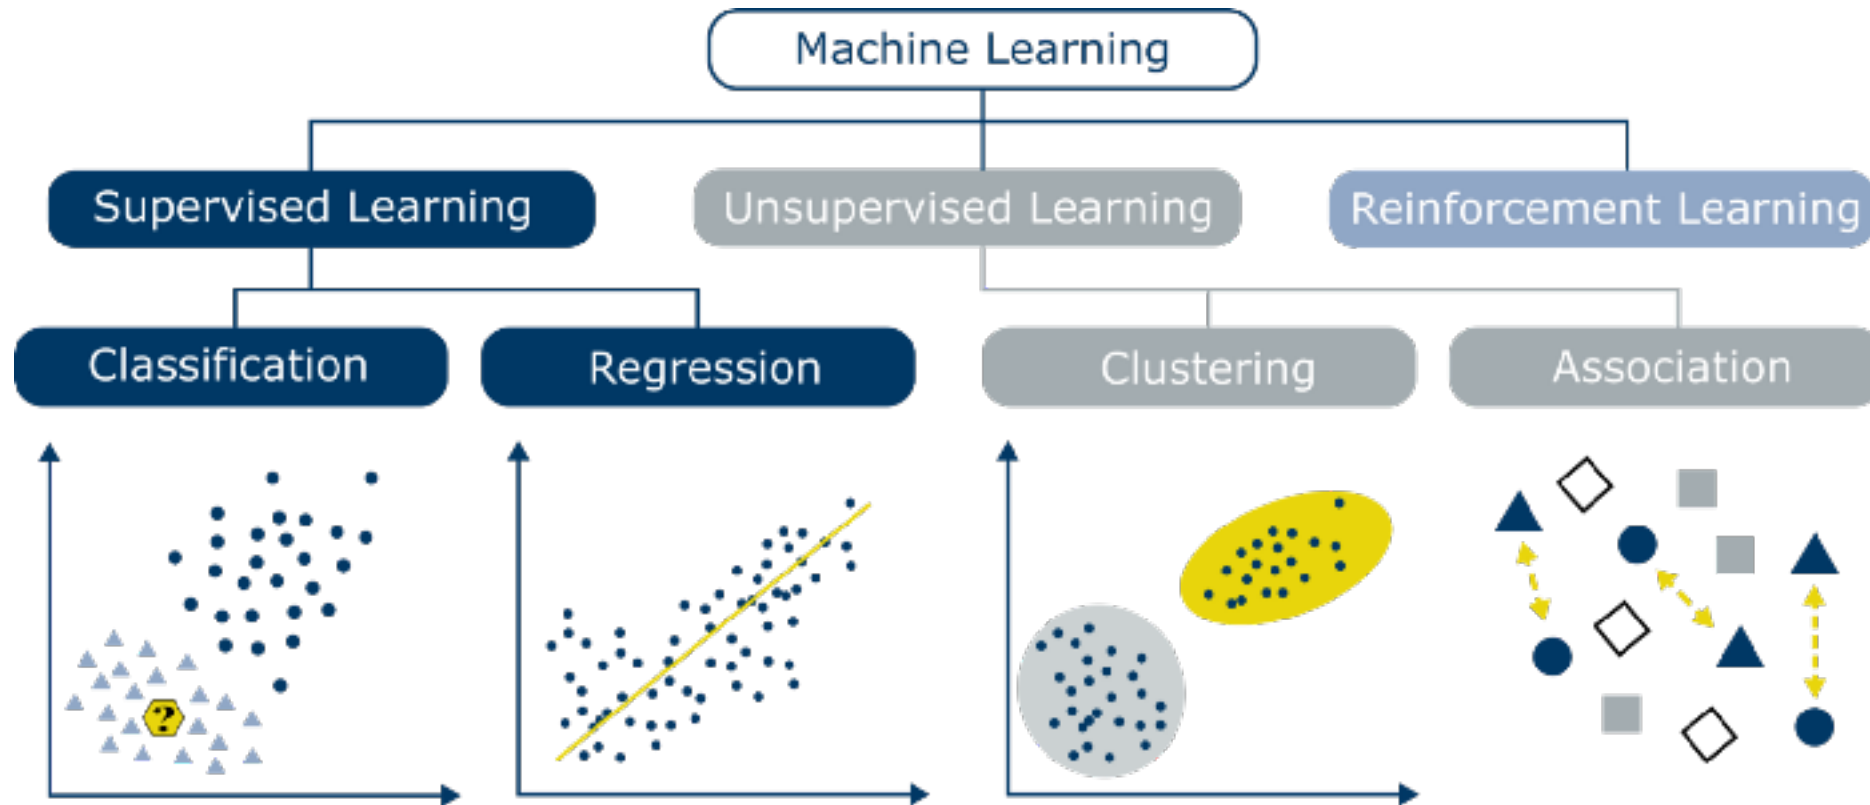 Machine Learning
Supervised Learning
Unsupervised Learning
Reinforcement Learning
Classification
Regression
Clustering
Association
?